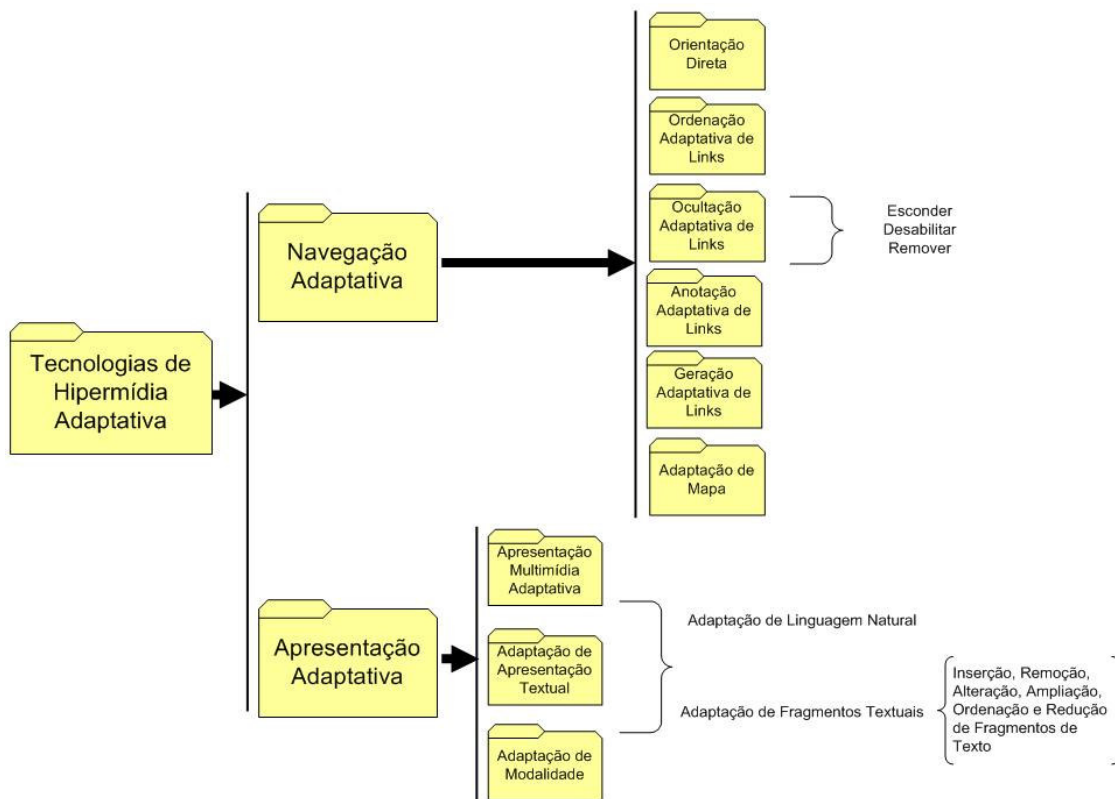 Tecnologias de
Hipermídia
Adaptativa
Navegação
Adaptativa
Orientação
Direta
Ordenação
Adaptativa de
Links
Ocultação
Adaptativa de
Links
Esconder
Desabilitar
Remover
Anotação
Adaptativa de
Links
Geração
Adaptativa de
Links
Adaptação de
Mapa
Apresentação
Adaptativa
Apresentação
Multimídia
Adaptativa
Adaptação de
Apresentação
Textual
Adaptação de Linguagem Natural
Adaptação de Fragmentos Textuais
Inserção, Remoção,
Alteração, Ampliação,
Ordenação e Redução
de Fragmentos de
Texto
Adaptação de
Modalidade